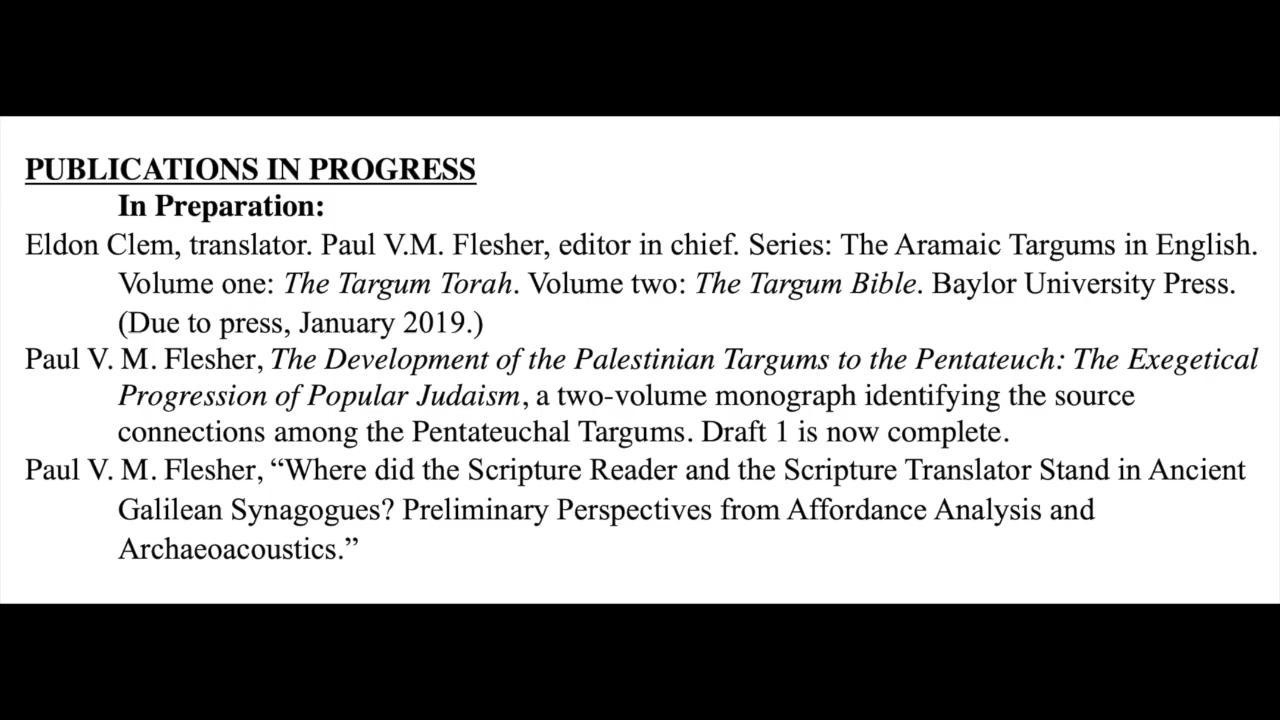 PUBLICATIONS IN PROGRESS
In Preparation:
Eldon Clem, translator. Paul V.M. Flesher, editor in chief. Series: The Aramaic Targums in English.
Volume one: The Targum Torah. Volume two: The Targum Bible. Baylor University Press.
(Due to press, January 2019.)
Paul V. M. Flesher, The Development of the Palestinian Targums to the Pentateuch: The Exegetical
Progression of Popular Judaism, a two-volume monograph identifying the source
connections among the Pentateuchal Targums. Draft 1 is now complete.
Paul V. M. Flesher, “Where did the Scripture Reader and the Scripture Translator Stand in Ancient
Galilean Synagogues? Preliminary Perspectives from Affordance Analysis and
Archaeoacoustics.”